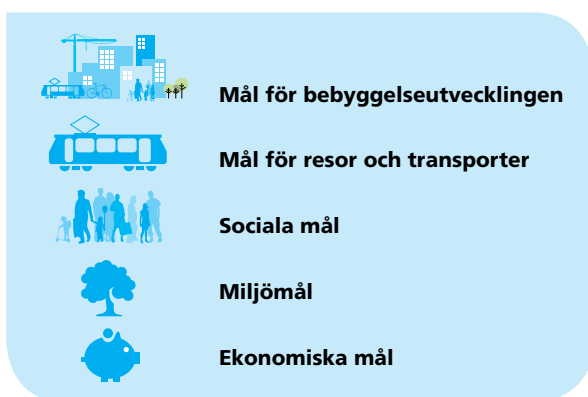 Mål för bebyggelseutvecklingen
Mål för resor och transporter
Sociala mål
Miljömål
Ekonomiska mål